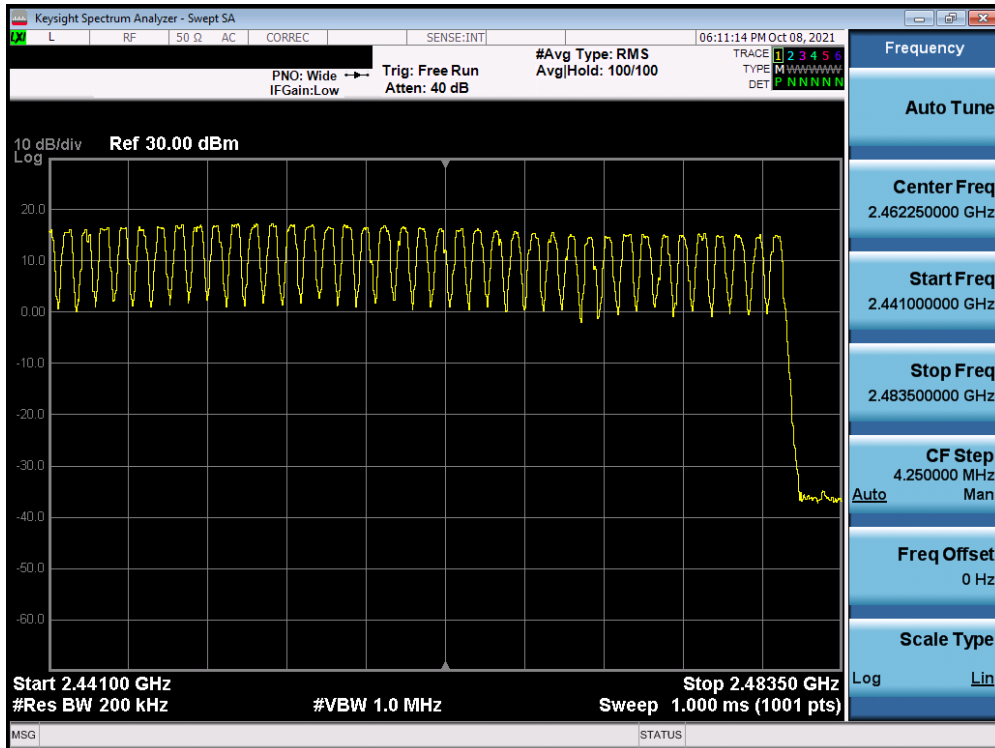 Keysight Spectrum Analyzer - Swept SA
LXI L RF 50 Ω AC CORREC SENSE:INT 06:11:14 PM Oct 08, 2021
PNO: Wide
IFGain:Low
Trig: Free Run
Atten: 40 dB
#Avg Type: RMS
Avg|Hold: 100/100
TRACE 1 2 3 4 5 6
TYPE M W W W W W
DET P N N N N N
10 dB/div Ref 30.00 dBm
Log
20.0
10.0
0.00
-10.0
-20.0
-30.0
-40.0
-50.0
-60.0
Start 2.44100 GHz Stop 2.48350 GHz
#Res BW 200 kHz #VBW 1.0 MHz Sweep 1.000 ms (1001 pts)
MSG STATUS
Frequency
Auto Tune
Center Freq
2.462250000 GHz
Start Freq
2.441000000 GHz
Stop Freq
2.483500000 GHz
CF Step
4.250000 MHz
Auto Man
Freq Offset
0 Hz
Scale Type
Log Lin